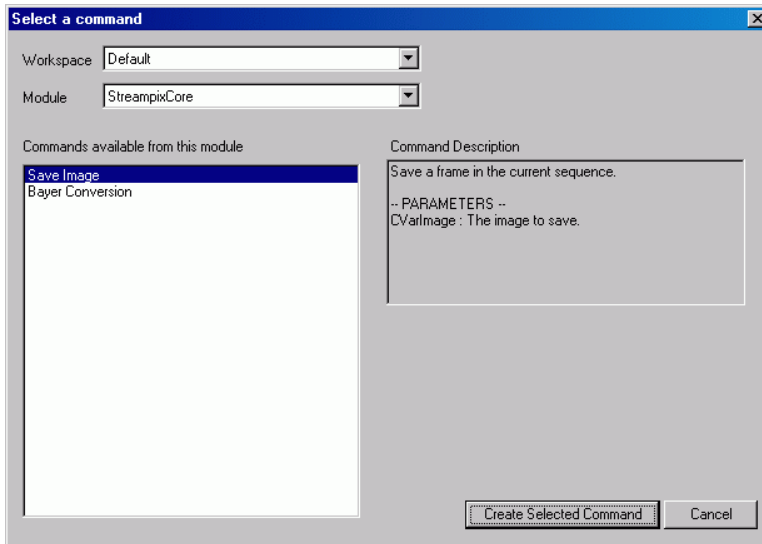 Select a command
Workspace Default
Module StreampixCore
Commands available from this module
Save Image
Bayer Conversion
Command Description
Save a frame in the current sequence.
-- PARAMETERS --
CVarImage : The image to save.
Create Selected Command Cancel